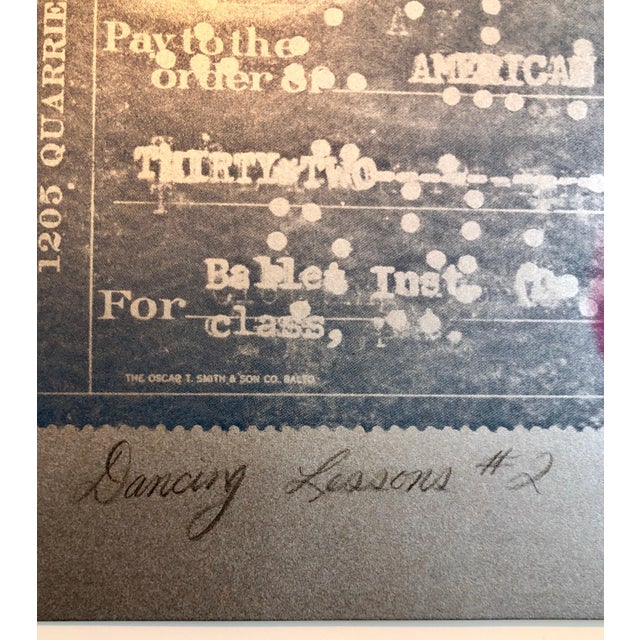 1205 QUARRIE
A
Pay to the
order of AMERICAN
THIRTY-TWO----------
Ballet Inst.
For class,
THE OSCAR T. SMITH & SON CO. BALTO.
Dancing Lessons #2